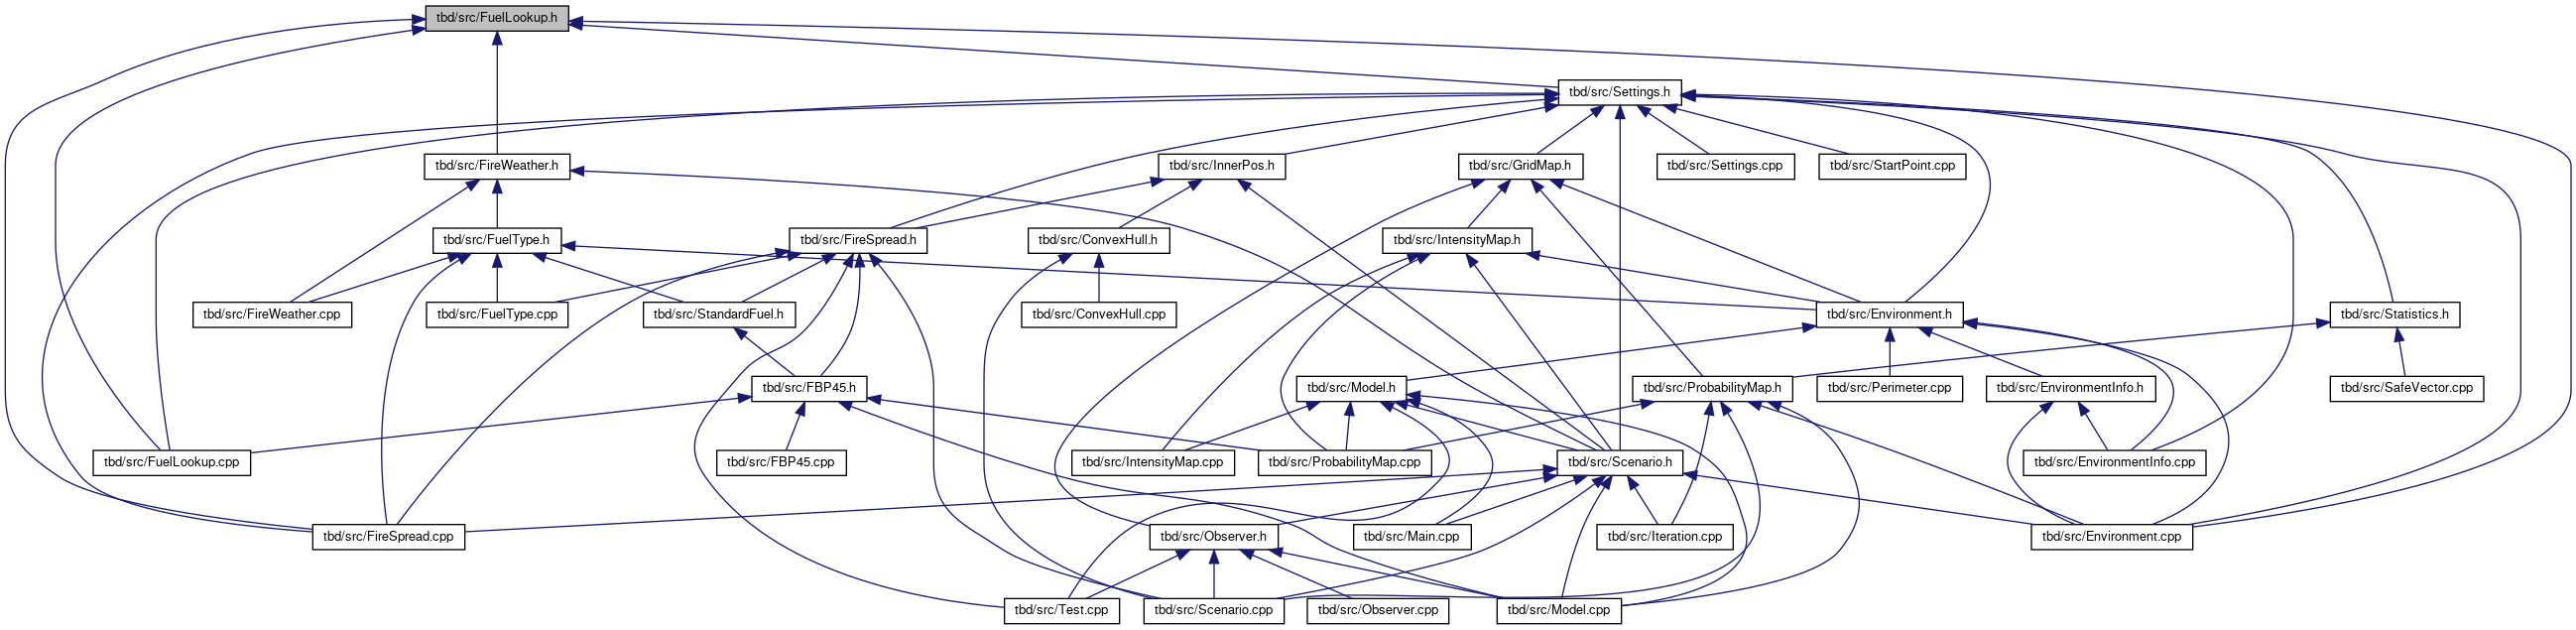 tbd/src/FuelLookup.h
tbd/src/Settings.h
tbd/src/FireWeather.h
tbd/src/InnerPos.h
tbd/src/GridMap.h
tbd/src/Settings.cpp
tbd/src/StartPoint.cpp
tbd/src/FuelType.h
tbd/src/FireSpread.h
tbd/src/ConvexHull.h
tbd/src/IntensityMap.h
tbd/src/FireWeather.cpp
tbd/src/FuelType.cpp
tbd/src/StandardFuel.h
tbd/src/ConvexHull.cpp
tbd/src/Environment.h
tbd/src/Statistics.h
tbd/src/FBP45.h
tbd/src/Model.h
tbd/src/ProbabilityMap.h
tbd/src/Perimeter.cpp
tbd/src/EnvironmentInfo.h
tbd/src/SafeVector.cpp
tbd/src/FuelLookup.cpp
tbd/src/FBP45.cpp
tbd/src/IntensityMap.cpp
tbd/src/ProbabilityMap.cpp
tbd/src/Scenario.h
tbd/src/EnvironmentInfo.cpp
tbd/src/FireSpread.cpp
tbd/src/Observer.h
tbd/src/Main.cpp
tbd/src/Iteration.cpp
tbd/src/Environment.cpp
tbd/src/Test.cpp
tbd/src/Scenario.cpp
tbd/src/Observer.cpp
tbd/src/Model.cpp